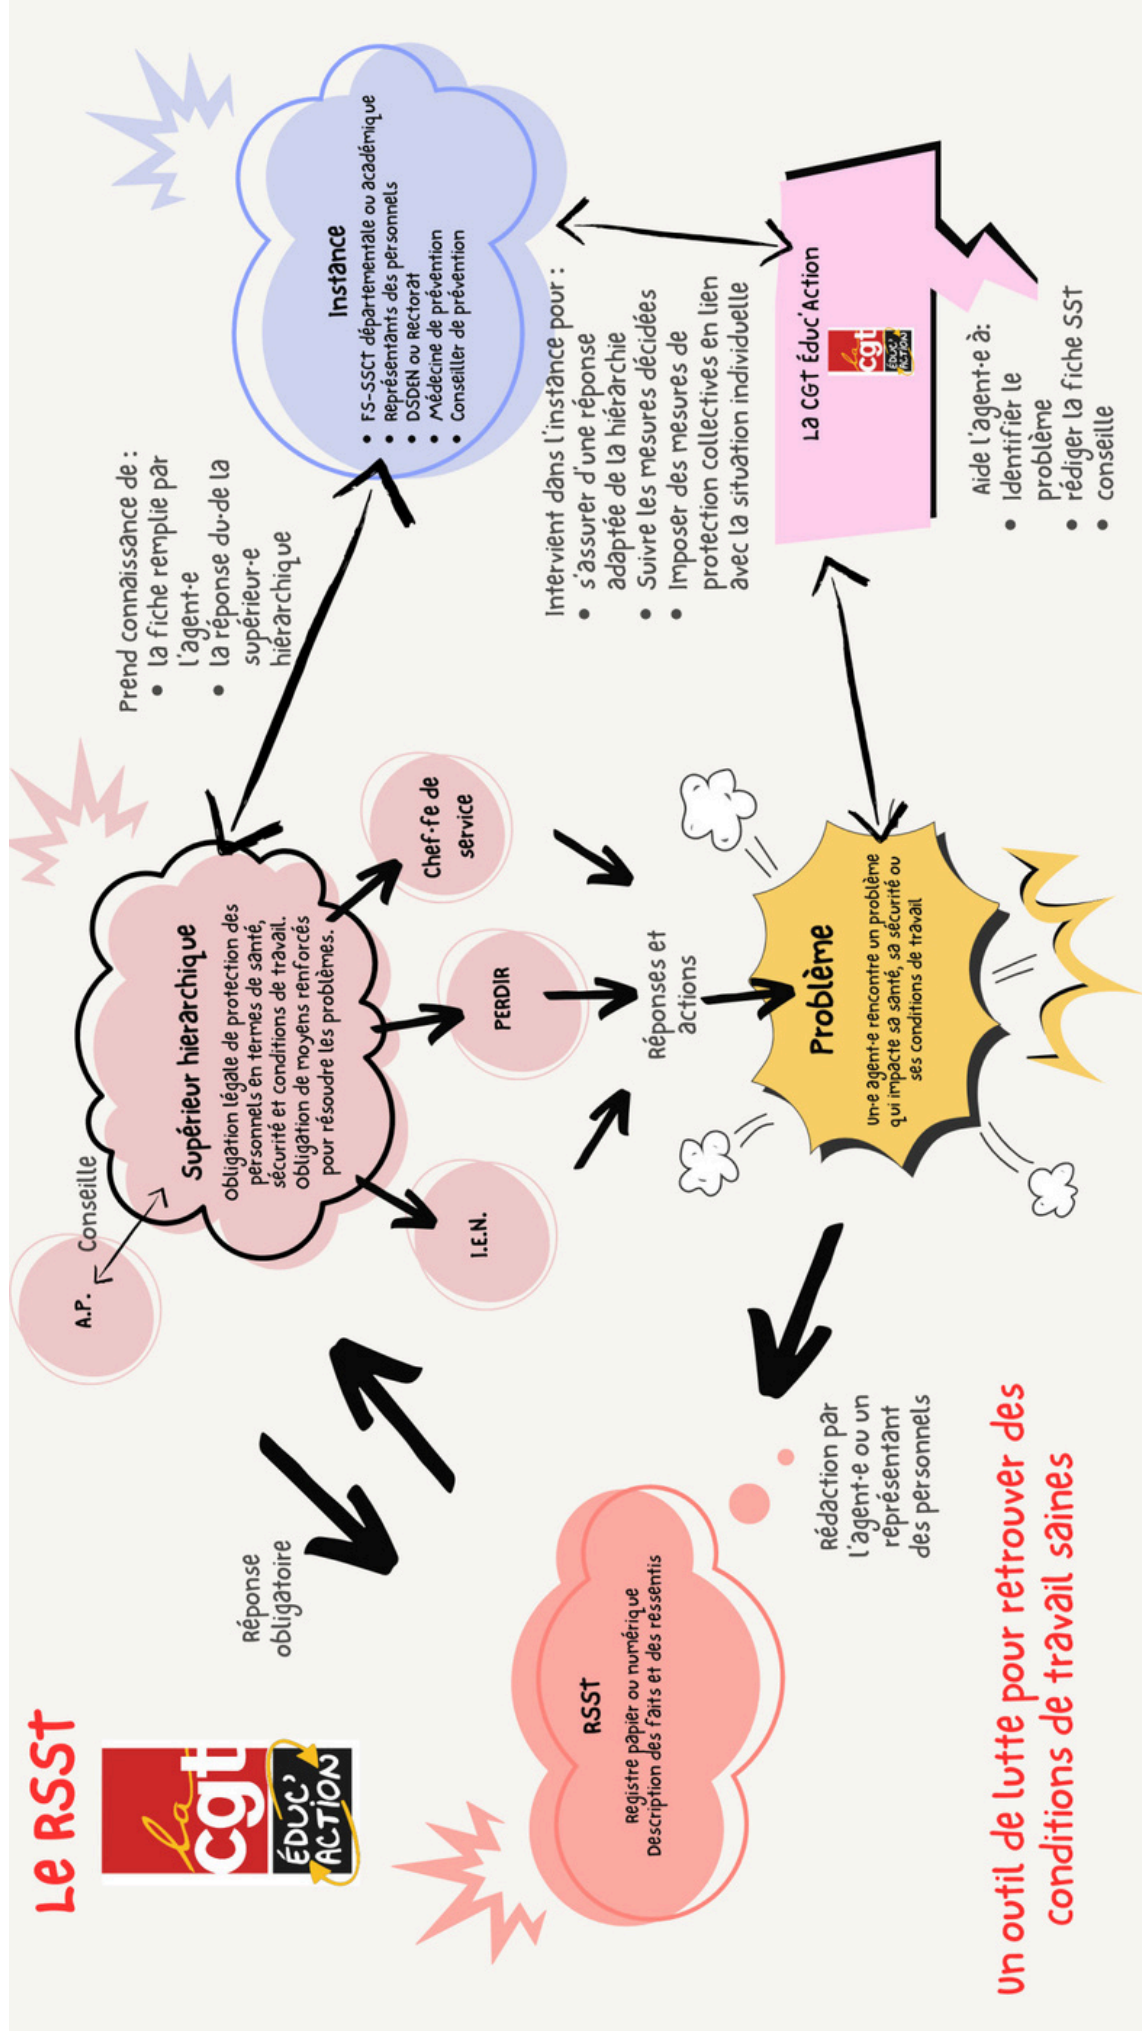 Le RSST
la
cgt
ÉDUC'
ACTION
A.P.
Conseille
Supérieur hiérarchique
Obligation légale de protection des
personnels en termes de santé,
sécurité et conditions de travail.
Obligation de moyens renforcés
pour résoudre les problèmes.
Prend connaissance de :
• la fiche remplie par
l'agent·e
• la réponse du·de la
supérieur·e
hiérarchique
Instance
• FS-SSCT départementale ou académique
• Représentants des personnels
• DSDEN ou Rectorat
• Médecine de prévention
• Conseiller de prévention
Réponse
obligatoire
I.E.N.
PERDIR
Chef·fe de
service
Réponses et
actions
Intervient dans l'instance pour :
• s'assurer d'une réponse
adaptée de la hiérarchie
• Suivre les mesures décidées
• Imposer des mesures de
protection collectives en lien
avec la situation individuelle
RSST
Registre papier ou numérique
Description des faits et des ressentis
Rédaction par
l'agent·e ou un
représentant
des personnels
Problème
Un·e agent·e rencontre un problème
qui impacte sa santé, sa sécurité ou
ses conditions de travail
La CGT Éduc'Action
la
cgt
ÉDUC'
ACTION
Aide l'agent·e à:
• Identifier le
problème
• rédiger la fiche SST
• conseille
Un outil de lutte pour retrouver des
conditions de travail saines